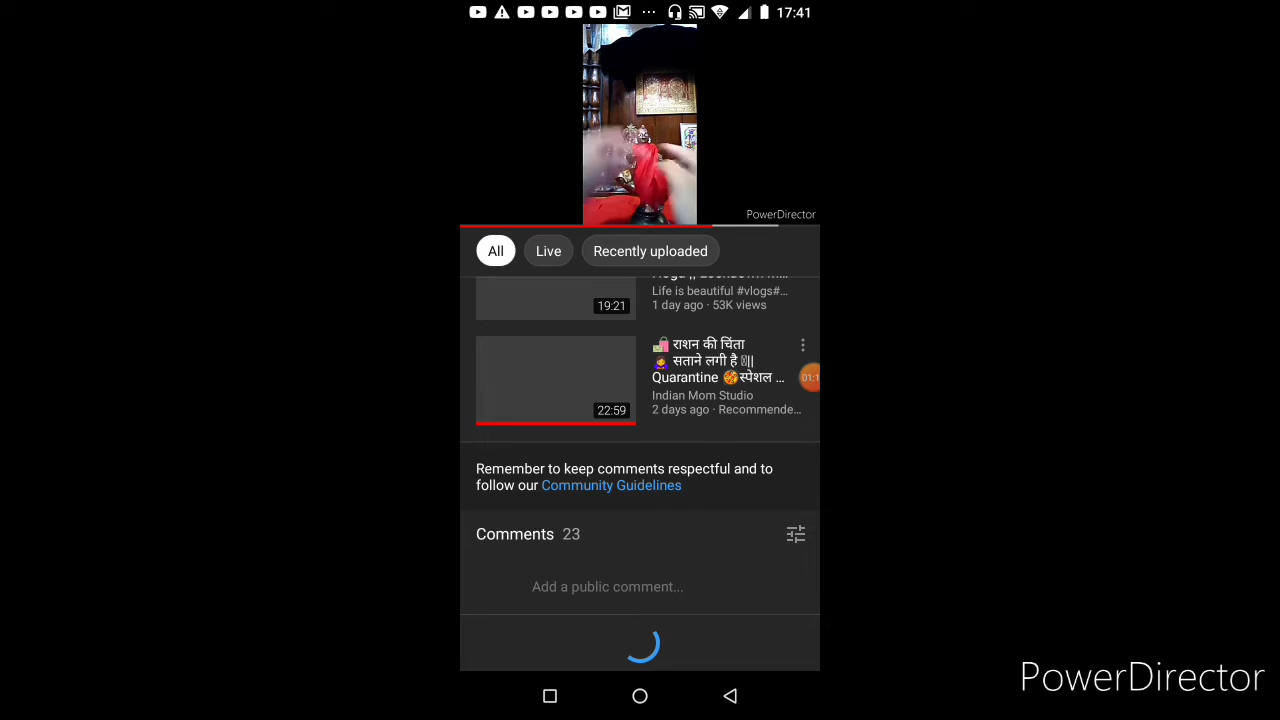 17:41
PowerDirector
All Live Recently uploaded
Life is beautiful #vlogs#...
19:21
1 day ago · 53K views
🛍️ राशन की चिंता
🤦‍♀️ सताने लगी है ||
Quarantine 🥘स्पेशल ...
01:1
Indian Mom Studio
22:59
2 days ago · Recommende...
Remember to keep comments respectful and to
follow our Community Guidelines
Comments 23
Add a public comment...
PowerDirector